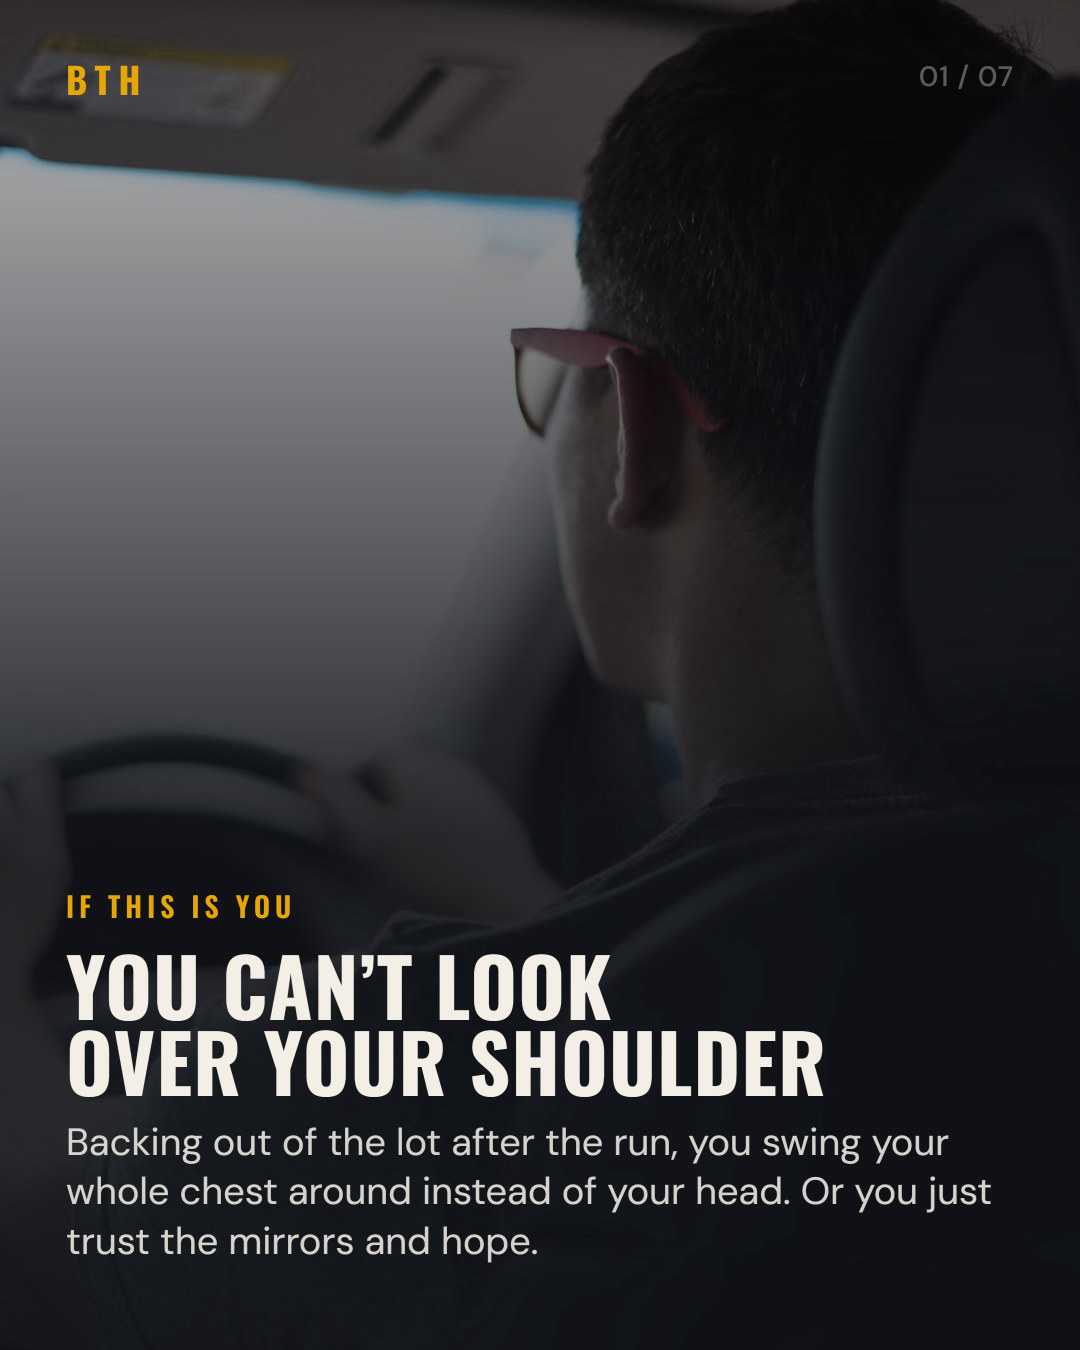 BTH
01 / 07
IF THIS IS YOU
YOU CAN’T LOOK
OVER YOUR SHOULDER
Backing out of the lot after the run, you swing your
whole chest around instead of your head. Or you just
trust the mirrors and hope.